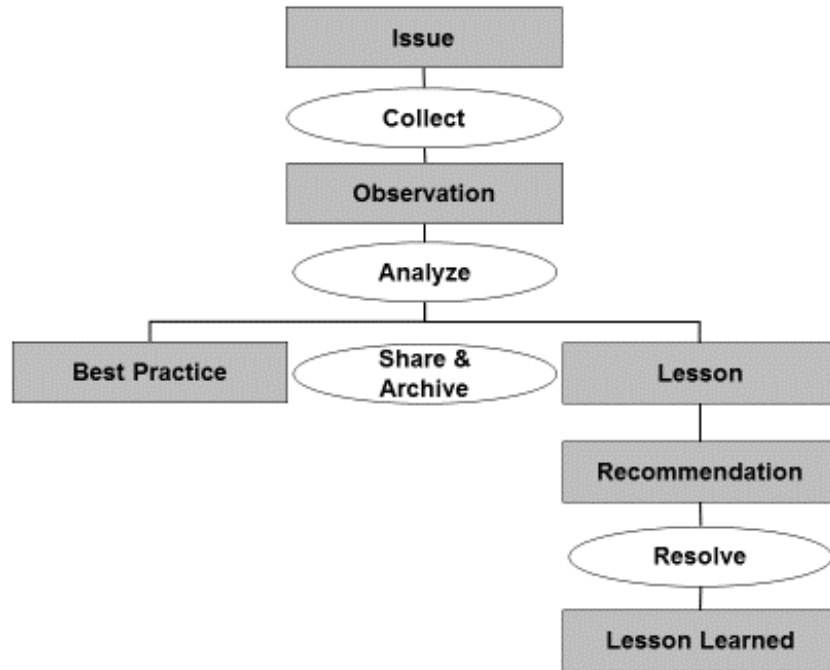 Issue
Collect
Observation
Analyze
Best Practice
Share &
Archive
Lesson
Recommendation
Resolve
Lesson Learned